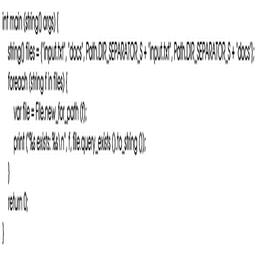 int main (string[] args) {
string[] files = {"input.txt", "docs", Path.DIR_SEPARATOR_S + "input.txt", Path.DIR_SEPARATOR_S + "docs"};
foreach (string f in files) {
var file = File.new_for_path (f);
print ("%s exists: %s\n", f, file.query_exists ().to_string ());
}
return 0;
}